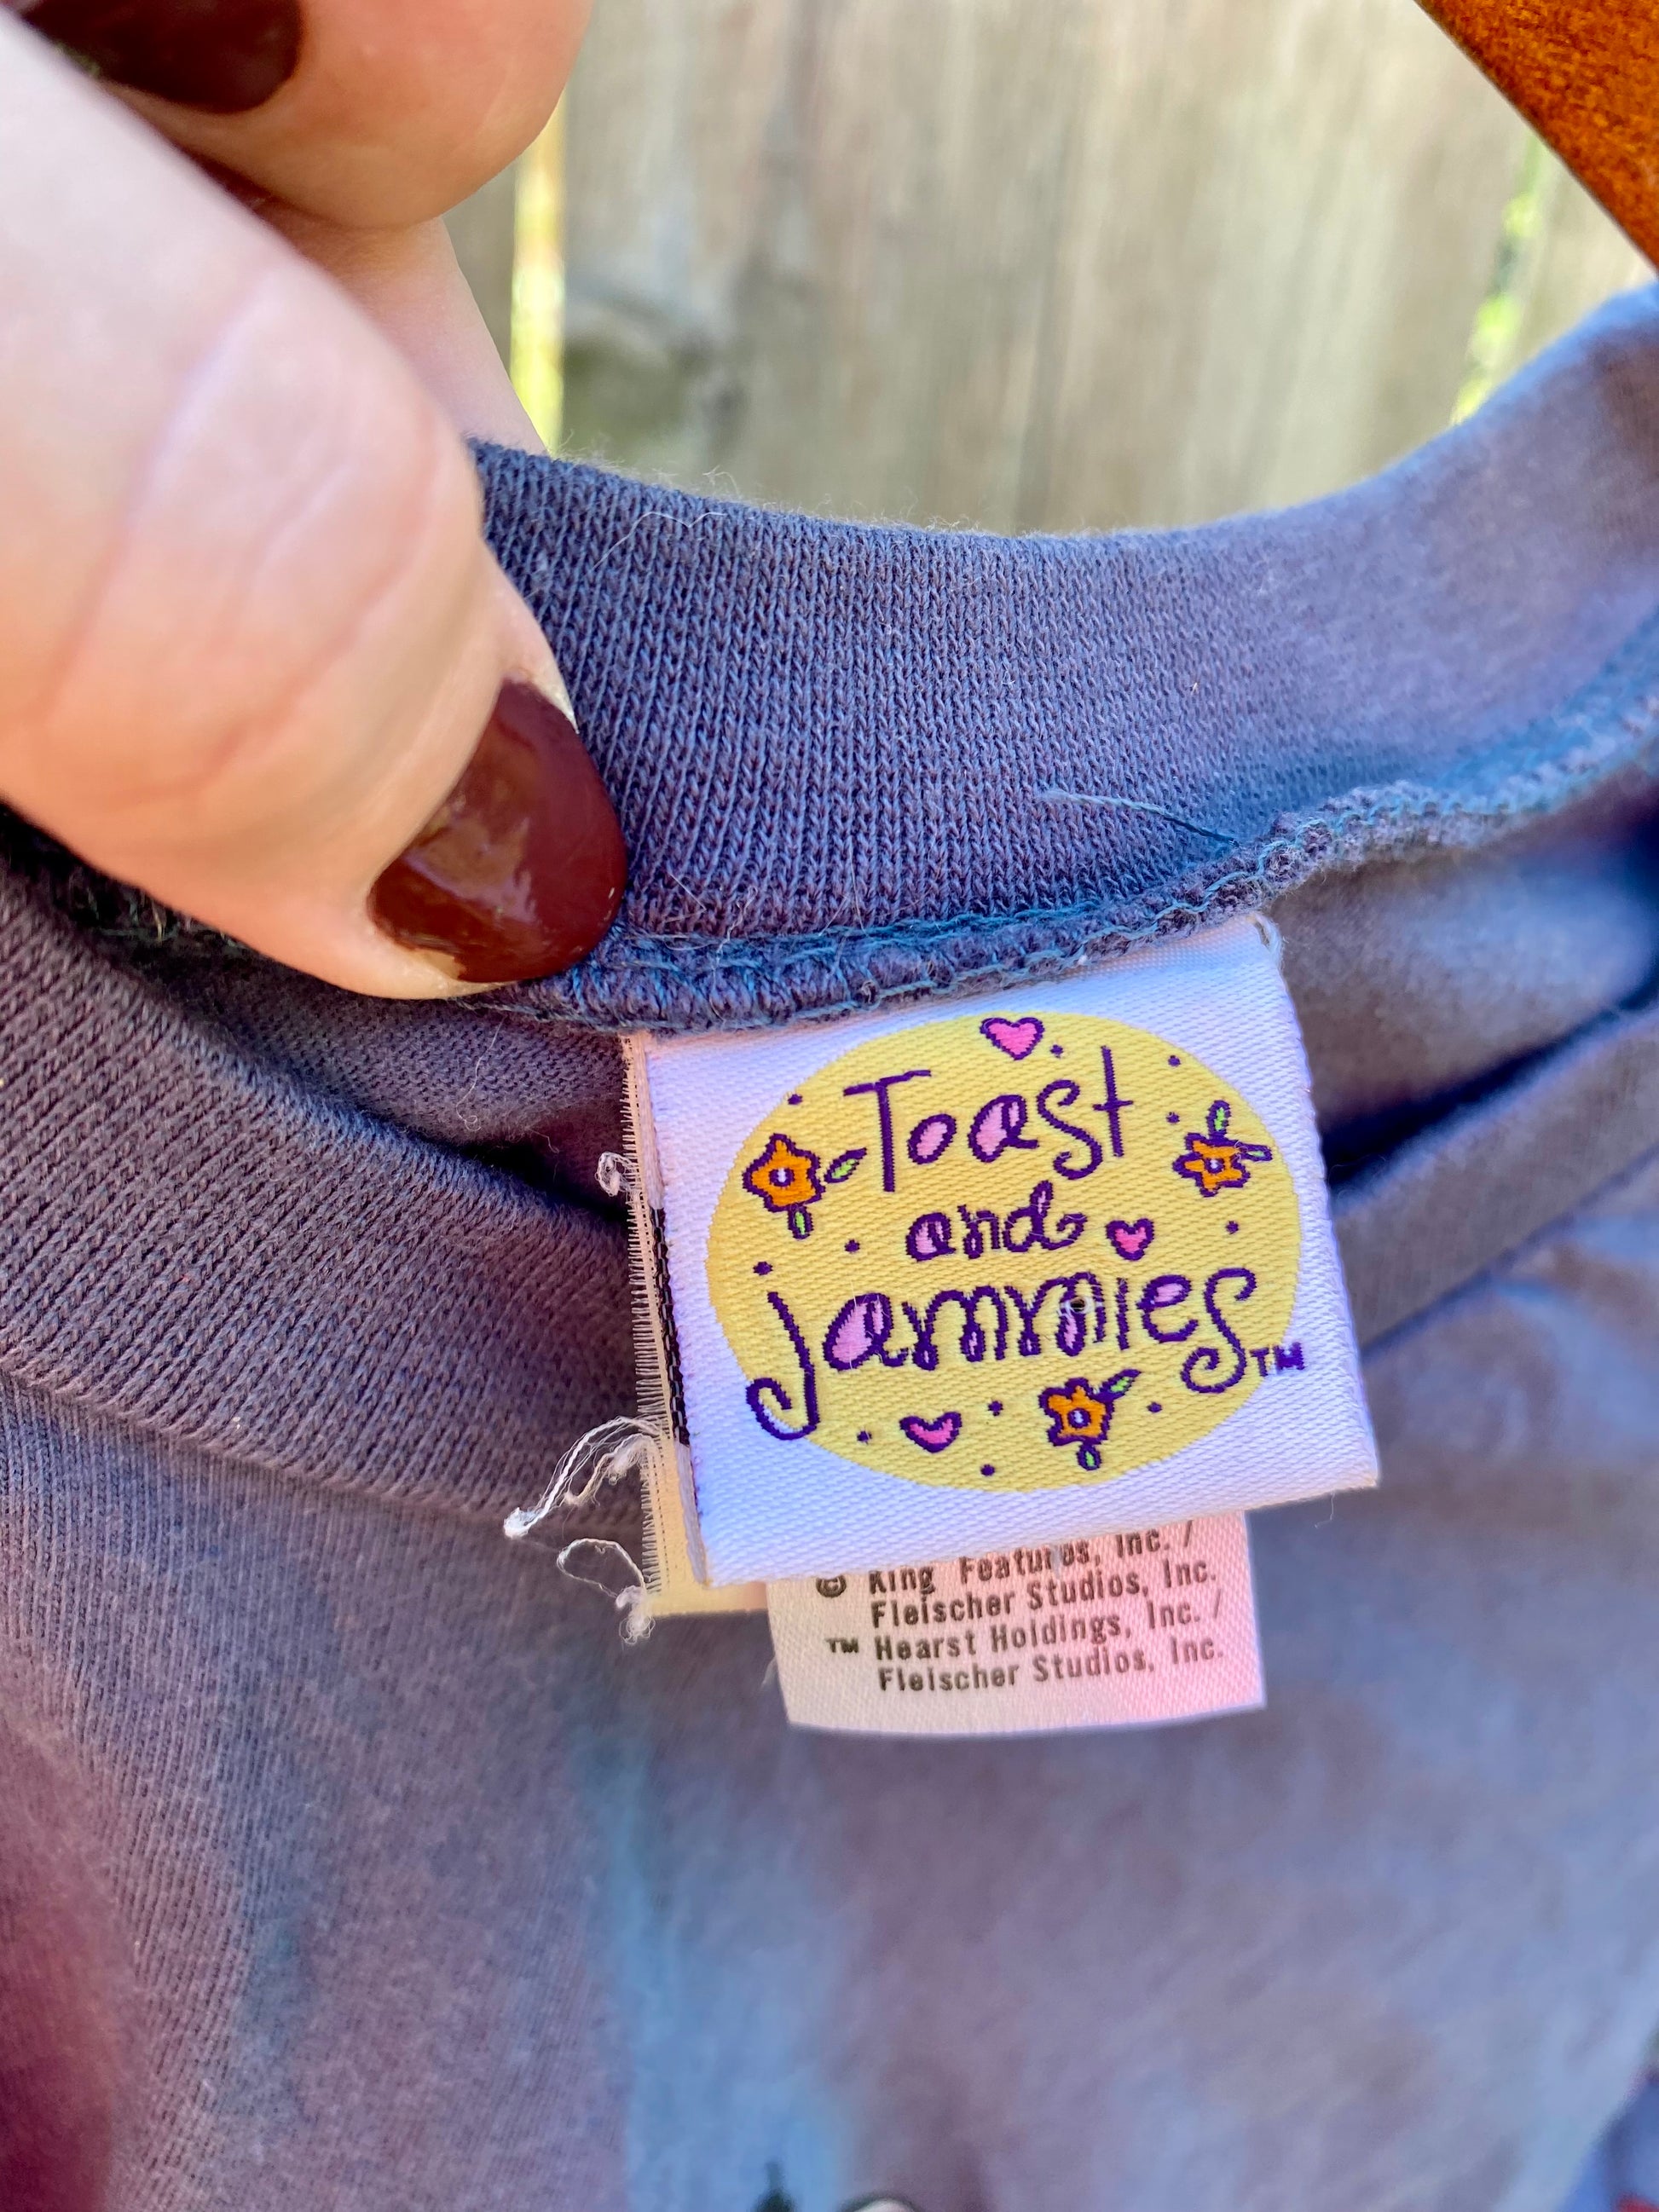 Toast
and
jammies TM
© King Features, Inc. /
Fleischer Studios, Inc.
TM Hearst Holdings, Inc. /
Fleischer Studios, Inc.